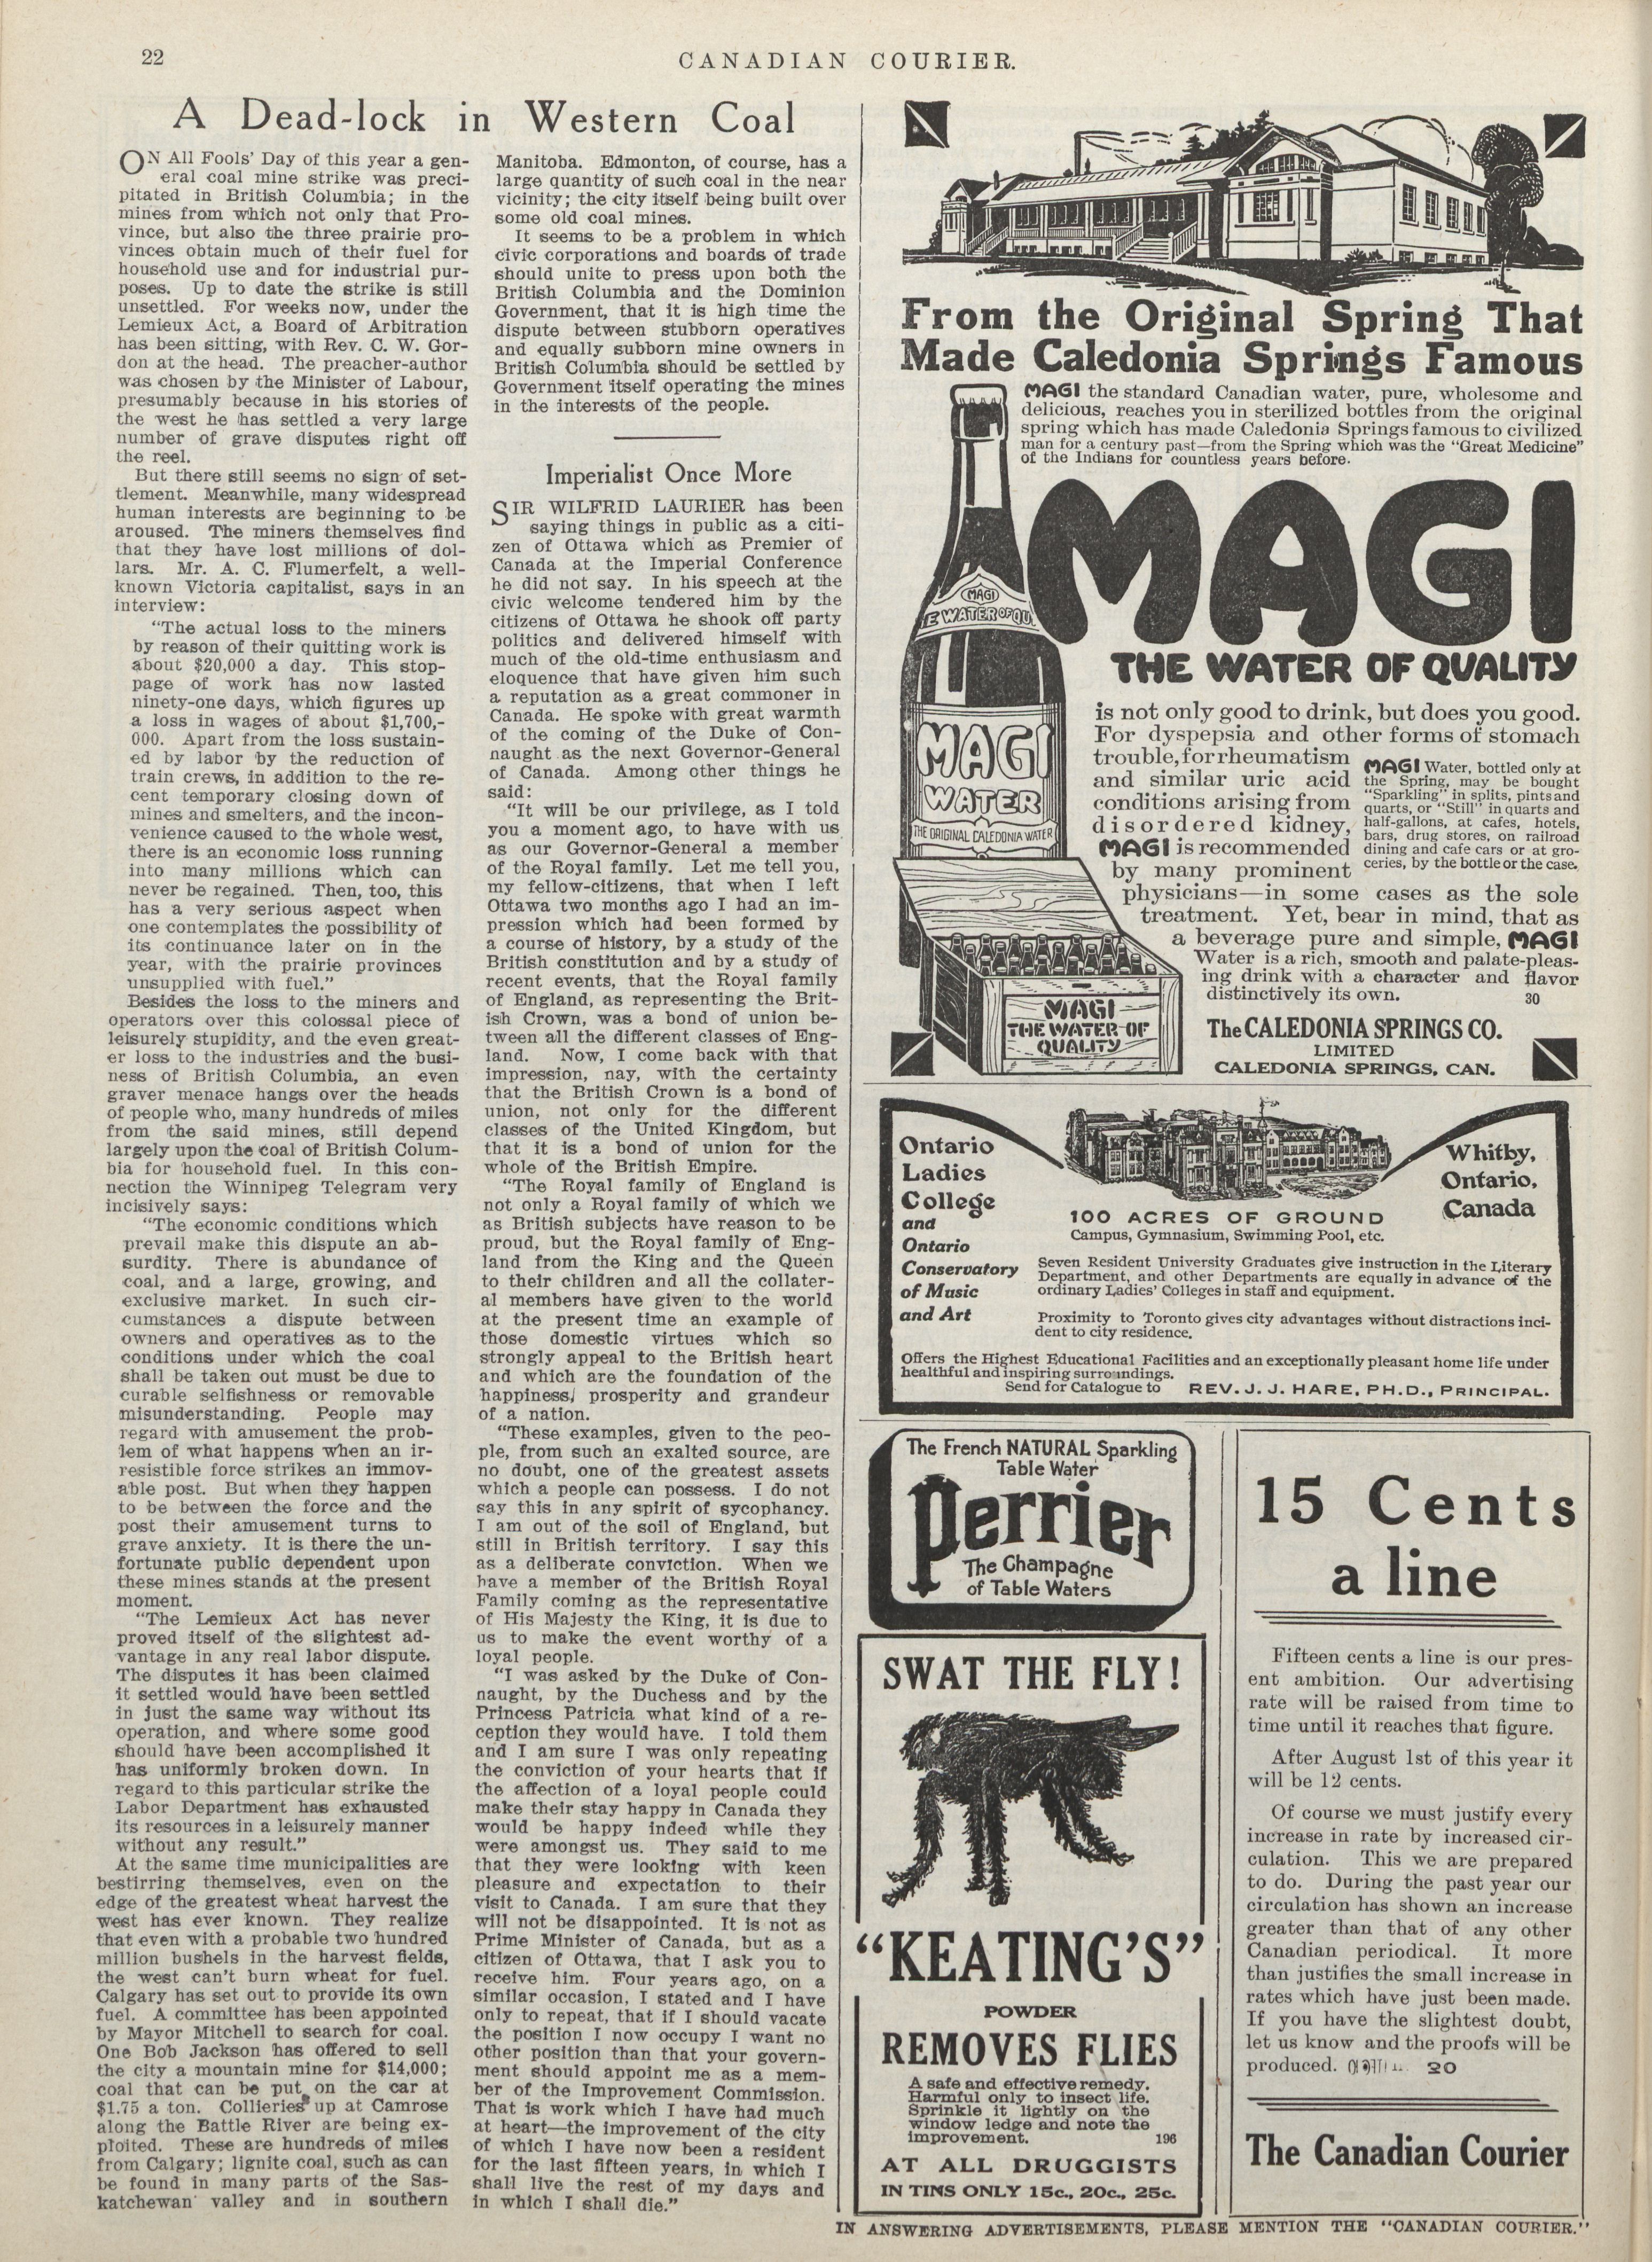 22
CANADIAN COURIER.
A Dead-lock in Western Coal
ON All Fools' Day of this year a gen-
eral coal mine strike was preci-
pitated in British Columbia; in the
mines from which not only that Pro-
vince, but also the three prairie pro-
vinces obtain much of their fuel for
household use and for industrial pur-
poses. Up to date the strike is still
unsettled. For weeks now, under the
Lemieux Act, a Board of Arbitration
has been sitting, with Rev. C. W. Gor-
don at the head. The preacher-author
was chosen by the Minister of Labour,
presumably because in his stories of
the west he has settled a very large
number of grave disputes right off
the reel.
But there still seems no sign of set-
tlement. Meanwhile, many widespread
human interests are beginning to be
aroused. The miners themselves find
that they have lost millions of dol-
lars. Mr. A. C. Flumerfelt, a well-
known Victoria capitalist, says in an
interview:
"The actual loss to the miners
by reason of their quitting work is
about $20,000 a day. This stop-
page of work has now lasted
ninety-one days, which figures up
a loss in wages of about $1,700,-
000. Apart from the loss sustain-
ed by labor by the reduction of
train crews, in addition to the re-
cent temporary closing down of
mines and smelters, and the incon-
venience caused to the whole west,
there is an economic loss running
into many millions which can
never be regained. Then, too, this
has a very serious aspect when
one contemplates the possibility of
its continuance later on in the
year, with the prairie provinces
unsupplied with fuel."
Besides the loss to the miners and
operators over this colossal piece of
leisurely stupidity, and the even great-
er loss to the industries and the busi-
ness of British Columbia, an even
graver menace hangs over the heads
of people who, many hundreds of miles
from the said mines, still depend
largely upon the coal of British Colum-
bia for household fuel. In this con-
nection the Winnipeg Telegram very
incisively says:
"The economic conditions which
prevail make this dispute an ab-
surdity. There is abundance of
coal, and a large, growing, and
exclusive market. In such cir-
cumstances a dispute between
owners and operatives as to the
conditions under which the coal
shall be taken out must be due to
curable selfishness or removable
misunderstanding. People may
regard with amusement the prob-
lem of what happens when an ir-
resistible force strikes an immov-
able post. But when they happen
to be between the force and the
post their amusement turns to
grave anxiety. It is there the un-
fortunate public dependent upon
these mines stands at the present
moment.
"The Lemieux Act has never
proved itself of the slightest ad-
vantage in any real labor dispute.
The disputes it has been claimed
it settled would have been settled
in just the same way without its
operation, and where some good
should have been accomplished it
has uniformly broken down. In
regard to this particular strike the
Labor Department has exhausted
its resources in a leisurely manner
without any result."
At the same time municipalities are
bestirring themselves, even on the
edge of the greatest wheat harvest the
west has ever known. They realize
that even with a probable two hundred
million bushels in the harvest fields,
the west can't burn wheat for fuel.
Calgary has set out to provide its own
fuel. A committee has been appointed
by Mayor Mitchell to search for coal.
One Bob Jackson has offered to sell
the city a mountain mine for $14,000;
coal that can be put on the car at
$1.75 a ton. Collieries up at Camrose
along the Battle River are being ex-
ploited. These are hundreds of miles
from Calgary; lignite coal, such as can
be found in many parts of the Sas-
katchewan valley and in southern
Manitoba. Edmonton, of course, has a
large quantity of such coal in the near
vicinity; the city itself being built over
some old coal mines.
It seems to be a problem in which
civic corporations and boards of trade
should unite to press upon both the
British Columbia and the Dominion
Government, that it is high time the
dispute between stubborn operatives
and equally subborn mine owners in
British Columbia should be settled by
Government itself operating the mines
in the interests of the people.
Imperialist Once More
SIR WILFRID LAURIER has been
saying things in public as a citi-
zen of Ottawa which as Premier of
Canada at the Imperial Conference
he did not say. In his speech at the
civic welcome tendered him by the
citizens of Ottawa he shook off party
politics and delivered himself with
much of the old-time enthusiasm and
eloquence that have given him such
a reputation as a great commoner in
Canada. He spoke with great warmth
of the coming of the Duke of Con-
naught as the next Governor-General
of Canada. Among other things he
said:
"It will be our privilege, as I told
you a moment ago, to have with us
as our Governor-General a member
of the Royal family. Let me tell you,
my fellow-citizens, that when I left
Ottawa two months ago I had an im-
pression which had been formed by
a course of history, by a study of the
British constitution and by a study of
recent events, that the Royal family
of England, as representing the Brit-
ish Crown, was a bond of union be-
tween all the different classes of Eng-
land. Now, I come back with that
impression, nay, with the certainty
that the British Crown is a bond of
union, not only for the different
classes of the United Kingdom, but
that it is a bond of union for the
whole of the British Empire.
"The Royal family of England is
not only a Royal family of which we
as British subjects have reason to be
proud, but the Royal family of Eng-
land from the King and the Queen
to their children and all the collater-
al members have given to the world
at the present time an example of
those domestic virtues which so
strongly appeal to the British heart
and which are the foundation of the
happiness, prosperity and grandeur
of a nation.
"These examples, given to the peo-
ple, from such an exalted source, are
no doubt, one of the greatest assets
which a people can possess. I do not
say this in any spirit of sycophancy.
I am out of the soil of England, but
still in British territory. I say this
as a deliberate conviction. When we
have a member of the British Royal
Family coming as the representative
of His Majesty the King, it is due to
us to make the event worthy of a
loyal people.
"I was asked by the Duke of Con-
naught, by the Duchess and by the
Princess Patricia what kind of a re-
ception they would have. I told them
and I am sure I was only repeating
the conviction of your hearts that if
the affection of a loyal people could
make their stay happy in Canada they
would be happy indeed while they
were amongst us. They said to me
that they were looking with keen
pleasure and expectation to their
visit to Canada. I am sure that they
will not be disappointed. It is not as
Prime Minister of Canada, but as a
citizen of Ottawa, that I ask you to
receive him. Four years ago, on a
similar occasion, I stated and I have
only to repeat, that if I should vacate
the position I now occupy I want no
other position than that your govern-
ment should appoint me as a mem-
ber of the Improvement Commission.
That is work which I have had much
at heart—the improvement of the city
of which I have now been a resident
for the last fifteen years, in which I
shall live the rest of my days and
in which I shall die."
From the Original Spring That
Made Caledonia Springs Famous
MAGI the standard Canadian water, pure, wholesome and
delicious, reaches you in sterilized bottles from the original
spring which has made Caledonia Springs famous to civilized
man for a century past—from the Spring which was the "Great Medicine"
of the Indians for countless years before.
MAGI
THE WATER OF QUALITY
MAGI
E WATER OF QU
MAGI
WATER
THE ORIGINAL CALEDONIA WATER
MAGI
THE WATER OF
QUALITY
is not only good to drink, but does you good.
For dyspepsia and other forms of stomach
trouble, for rheumatism
and similar uric acid
conditions arising from
disordered kidney,
MAGI is recommended
by many prominent
MAGI Water, bottled only at
the Spring, may be bought
"Sparkling" in splits, pints and
quarts, or "Still" in quarts and
half-gallons, at cafes, hotels,
bars, drug stores, on railroad
dining and cafe cars or at gro-
ceries, by the bottle or the case.
physicians—in some cases as the sole
treatment. Yet, bear in mind, that as
a beverage pure and simple, MAGI
Water is a rich, smooth and palate-pleas-
ing drink with a character and flavor
distinctively its own. 30
The CALEDONIA SPRINGS CO.
LIMITED
CALEDONIA SPRINGS, CAN.
Ontario
Ladies
College
and
Ontario
Conservatory
of Music
and Art
Whitby,
Ontario,
Canada
100 ACRES OF GROUND
Campus, Gymnasium, Swimming Pool, etc.
Seven Resident University Graduates give instruction in the Literary
Department, and other Departments are equally in advance of the
ordinary Ladies' Colleges in staff and equipment.
Proximity to Toronto gives city advantages without distractions inci-
dent to city residence.
Offers the Highest Educational Facilities and an exceptionally pleasant home life under
healthful and inspiring surroundings.
Send for Catalogue to REV. J. J. HARE, PH.D., PRINCIPAL.
The French NATURAL Sparkling
Table Water
Perrier
The Champagne
of Table Waters
SWAT THE FLY!
"KEATING'S"
POWDER
REMOVES FLIES
A safe and effective remedy.
Harmful only to insect life.
Sprinkle it lightly on the
window ledge and note the
improvement. 196
AT ALL DRUGGISTS
IN TINS ONLY 15c., 20c., 25c.
15 Cents
a line
Fifteen cents a line is our pres-
ent ambition. Our advertising
rate will be raised from time to
time until it reaches that figure.
After August 1st of this year it
will be 12 cents.
Of course we must justify every
increase in rate by increased cir-
culation. This we are prepared
to do. During the past year our
circulation has shown an increase
greater than that of any other
Canadian periodical. It more
than justifies the small increase in
rates which have just been made.
If you have the slightest doubt,
let us know and the proofs will be
produced. 20
The Canadian Courier
IN ANSWERING ADVERTISEMENTS, PLEASE MENTION THE "CANADIAN COURIER."